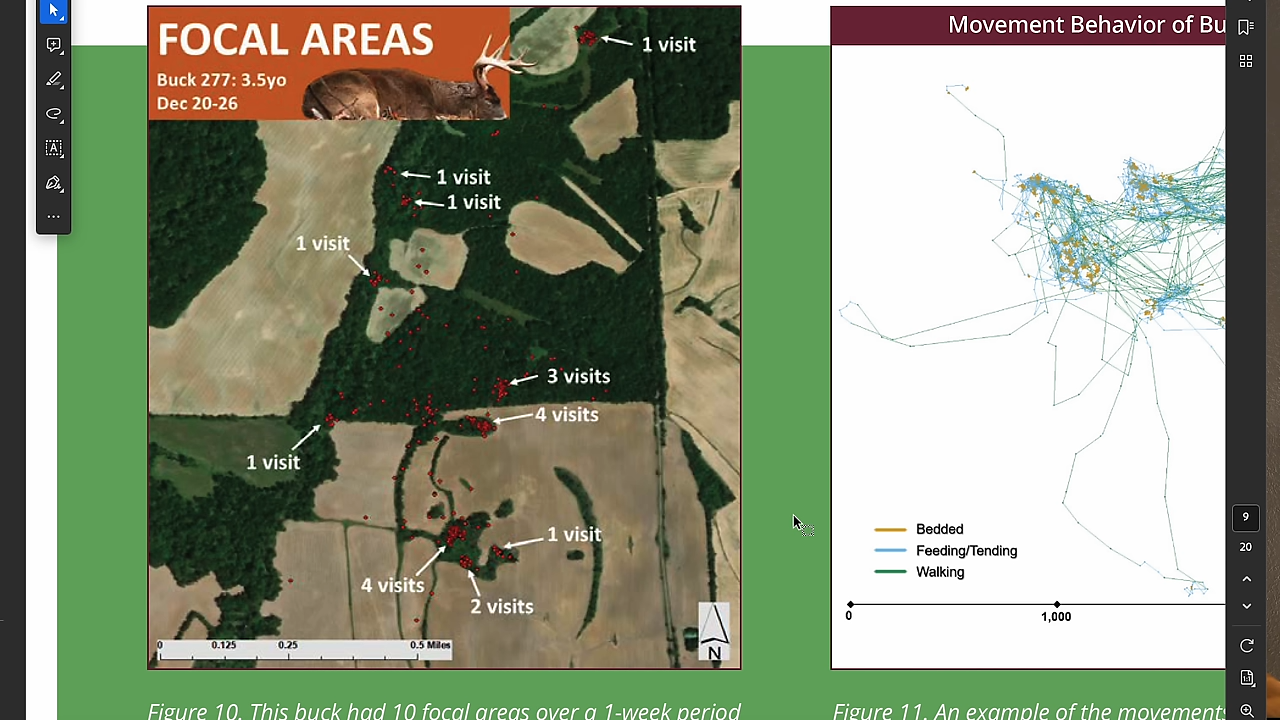 FOCAL AREAS
Buck 277: 3.5yo
Dec 20-26
1 visit
1 visit
1 visit
1 visit
3 visits
4 visits
1 visit
1 visit
4 visits
2 visits
0 0.125 0.25 0.5 Miles
N
Figure 10. This buck had 10 focal areas over a 1-week period
Movement Behavior of Bu
Bedded
Feeding/Tending
Walking
0 1,000
Figure 11. An example of the movements
9
20